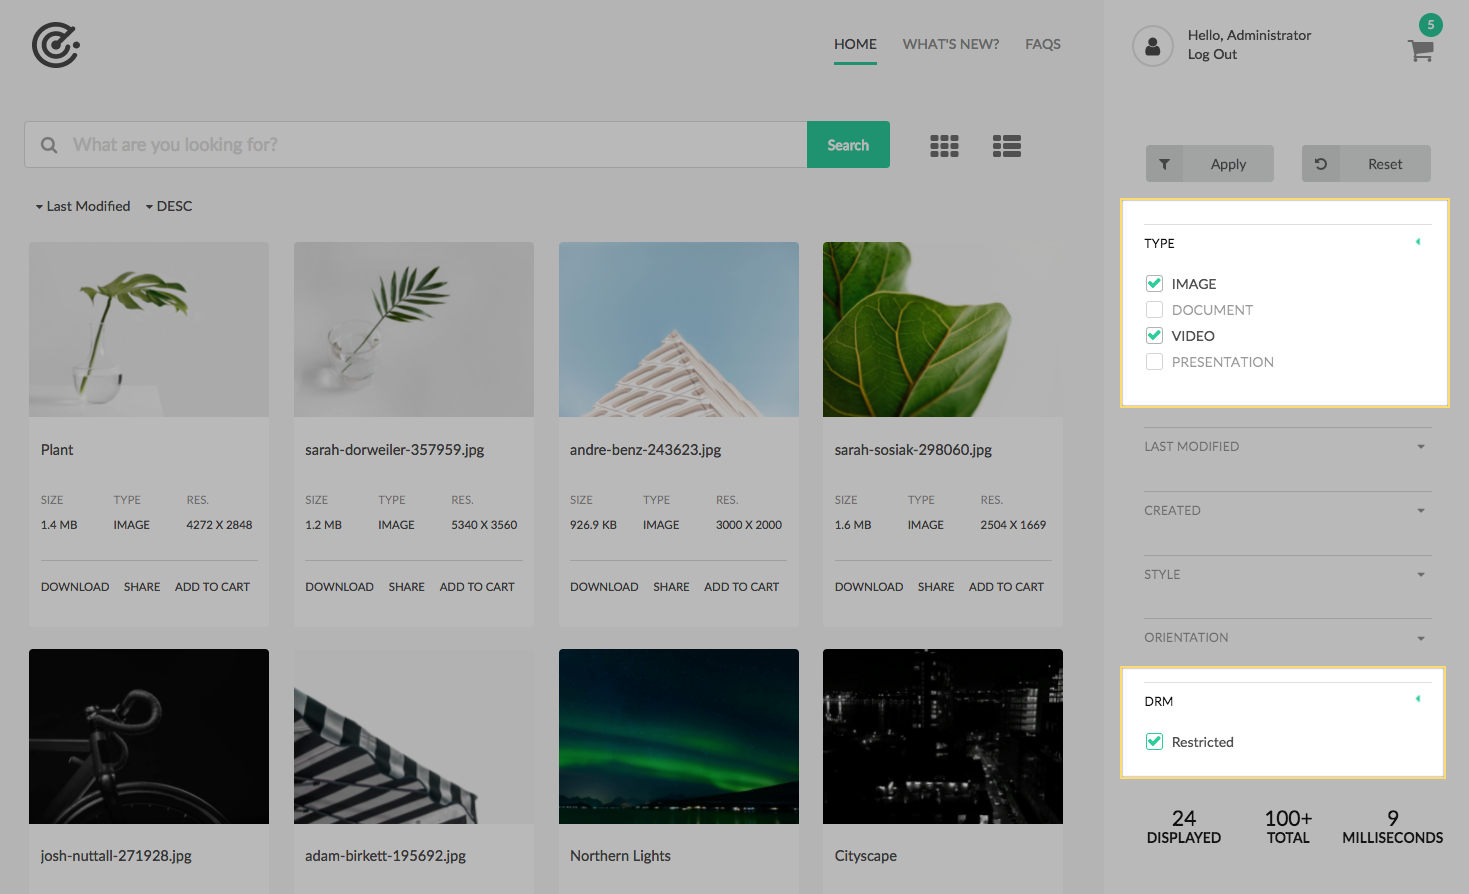 HOME WHAT'S NEW? FAQS
Hello, Administrator
Log Out
5
What are you looking for?
Search
Apply
Reset
Last Modified DESC
TYPE
IMAGE
DOCUMENT
VIDEO
PRESENTATION
LAST MODIFIED
CREATED
STYLE
ORIENTATION
DRM
Restricted
24 100+ 9
DISPLAYED TOTAL MILLISECONDS
Plant
SIZE TYPE RES.
1.4 MB IMAGE 4272 X 2848
DOWNLOAD SHARE ADD TO CART
sarah-dorweiler-357959.jpg
SIZE TYPE RES.
1.2 MB IMAGE 5340 X 3560
DOWNLOAD SHARE ADD TO CART
andre-benz-243623.jpg
SIZE TYPE RES.
926.9 KB IMAGE 3000 X 2000
DOWNLOAD SHARE ADD TO CART
sarah-sosiak-298060.jpg
SIZE TYPE RES.
1.6 MB IMAGE 2504 X 1669
DOWNLOAD SHARE ADD TO CART
josh-nuttall-271928.jpg
adam-birkett-195692.jpg
Northern Lights
Cityscape